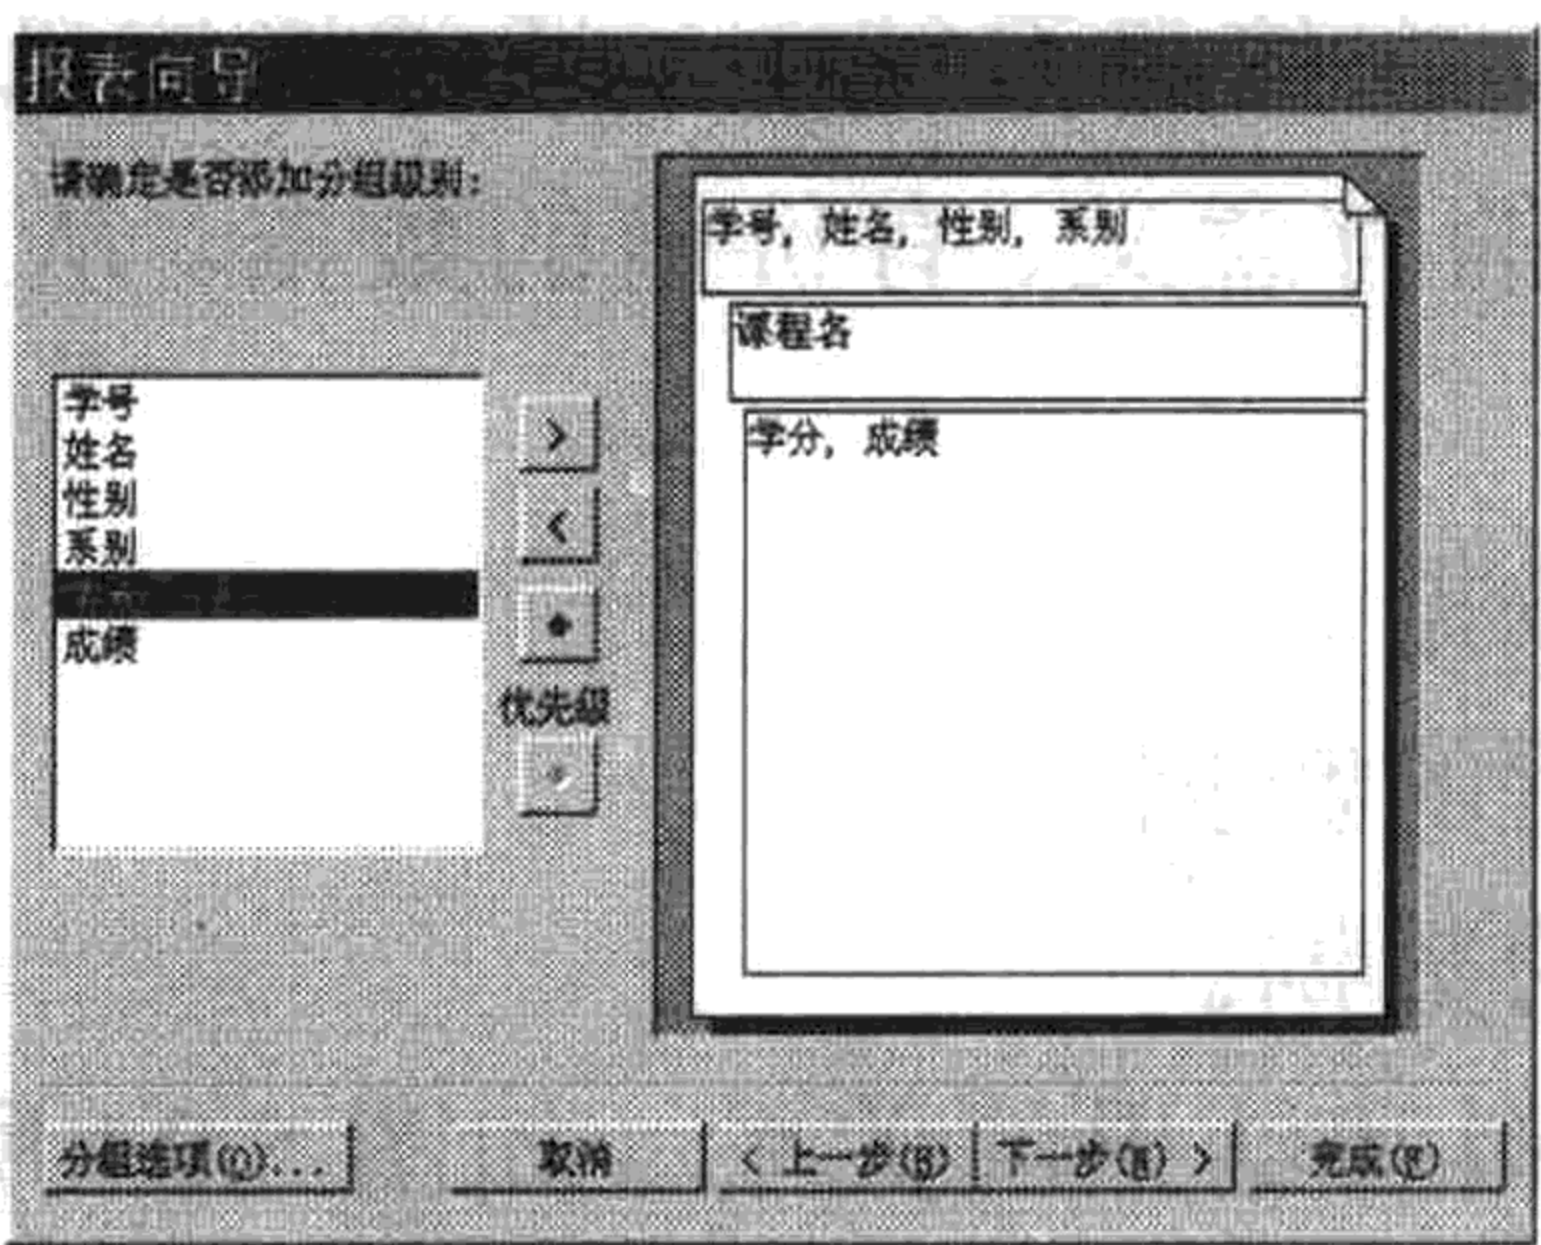 报表向导
请确定是否添加分组级别：
学号，姓名，性别，系别
课程名
学分，成绩
学号
姓名
性别
系别
成绩
>
<
优先级
分组选项(O)...
取消
< 上一步(B)
下一步(N) >
完成(F)